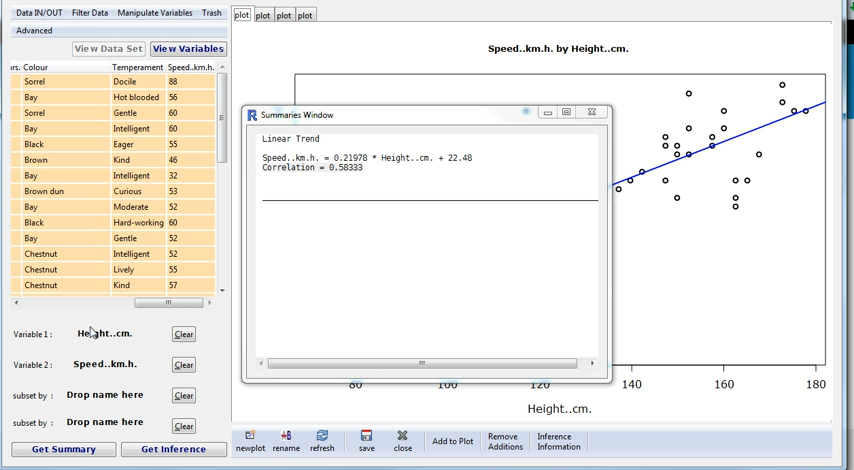 Data IN/OUT Filter Data Manipulate Variables Trash
Advanced
View Data Set View Variables
rs. Colour Temperament Speed..km.h.
Sorrel Docile 88
Bay Hot blooded 56
Sorrel Gentle 60
Bay Intelligent 60
Black Eager 55
Brown Kind 46
Bay Intelligent 32
Brown dun Curious 53
Bay Moderate 52
Black Hard-working 60
Bay Gentle 52
Chestnut Intelligent 52
Chestnut Lively 55
Chestnut Kind 57
Variable 1 : Height..cm. Clear
Variable 2 : Speed..km.h. Clear
subset by : Drop name here Clear
subset by : Drop name here Clear
Get Summary Get Inference
plot plot plot plot
Speed..km.h. by Height..cm.
R Summaries Window
Linear Trend
Speed..km.h. = 0.21978 * Height..cm. + 22.48
Correlation = 0.58333
80 100 120 140 160 180
Height..cm.
newplot rename refresh save close Add to Plot Remove Additions Inference Information